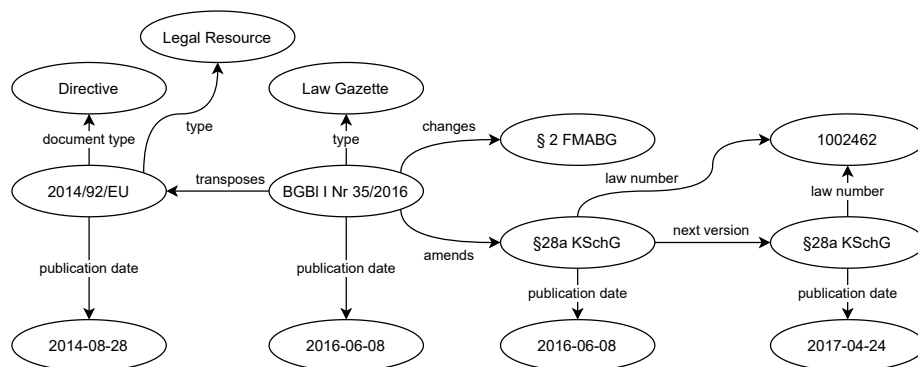 Legal Resource
Directive
Law Gazette
document type
type
type
changes
§ 2 FMABG
1002462
law number
law number
2014/92/EU
transposes
BGBl I Nr 35/2016
amends
§28a KSchG
next version
§28a KSchG
publication date
publication date
publication date
publication date
2014-08-28
2016-06-08
2016-06-08
2017-04-24